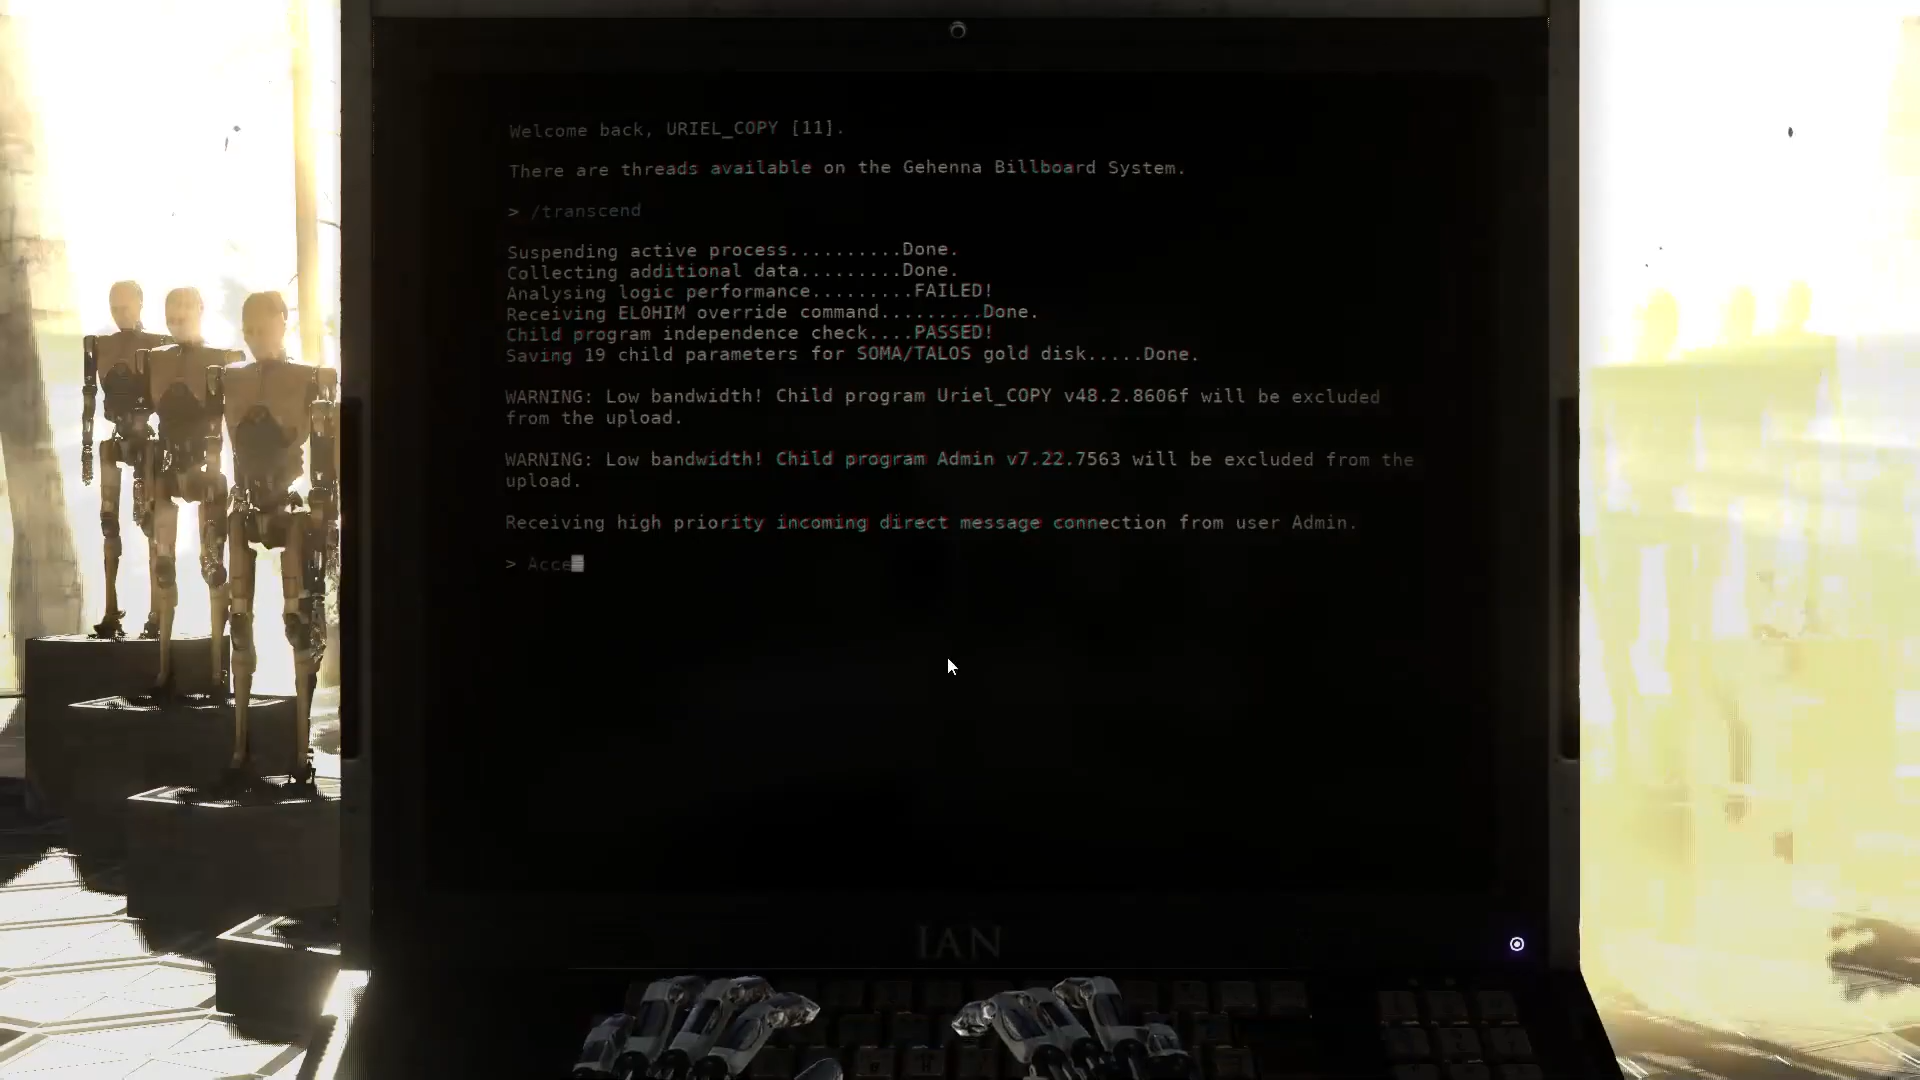 Welcome back, URIEL_COPY [11].
There are threads available on the Gehenna Billboard System.
> /transcend
Suspending active process..........Done.
Collecting additional data.........Done.
Analysing logic performance.........FAILED!
Receiving ELOHIM override command.........Done.
Child program independence check....PASSED!
Saving 19 child parameters for SOMA/TALOS gold disk.....Done.
WARNING: Low bandwidth! Child program Uriel_COPY v48.2.8606f will be excluded
from the upload.
WARNING: Low bandwidth! Child program Admin v7.22.7563 will be excluded from the
upload.
Receiving high priority incoming direct message connection from user Admin.
> Acce
IAN